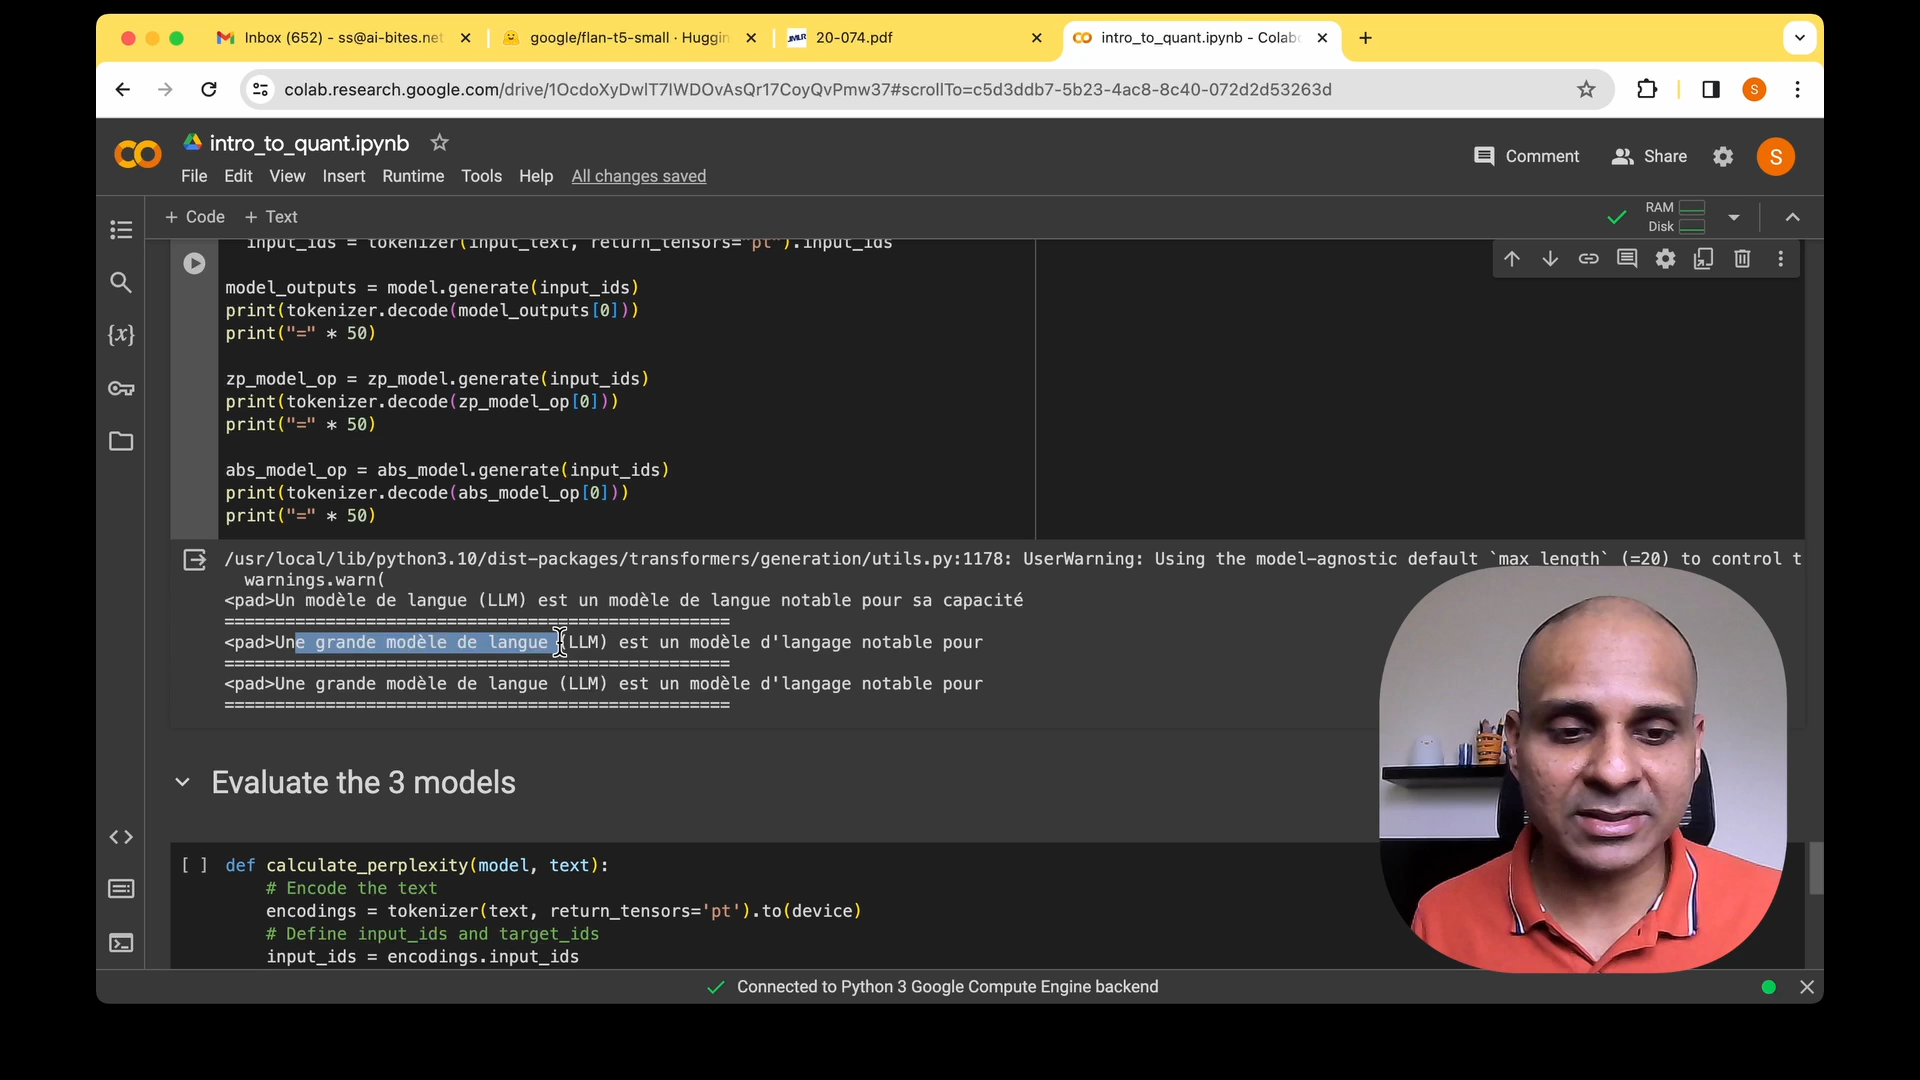 Inbox (652) - ss@ai-bites.net
google/flan-t5-small · Huggin
20-074.pdf
intro_to_quant.ipynb - Colab
colab.research.google.com/drive/1OcdoXyDwlT7lWDOvAsQr17CoyQvPmw37#scrollTo=c5d3ddb7-5b23-4ac8-8c40-072d2d53263d
S
intro_to_quant.ipynb
Comment
Share
S
File Edit View Insert Runtime Tools Help All changes saved
+ Code + Text
RAM
Disk
input_ids = tokenizer(input_text, return_tensors="pt").input_ids
model_outputs = model.generate(input_ids)
print(tokenizer.decode(model_outputs[0]))
print("=" * 50)
zp_model_op = zp_model.generate(input_ids)
print(tokenizer.decode(zp_model_op[0]))
print("=" * 50)
abs_model_op = abs_model.generate(input_ids)
print(tokenizer.decode(abs_model_op[0]))
print("=" * 50)
/usr/local/lib/python3.10/dist-packages/transformers/generation/utils.py:1178: UserWarning: Using the model-agnostic default `max_length` (=20) to control t
warnings.warn(
<pad>Un modèle de langue (LLM) est un modèle de langue notable pour sa capacité
==================================================
<pad>Une grande modèle de langue (LLM) est un modèle d'langage notable pour
==================================================
<pad>Une grande modèle de langue (LLM) est un modèle d'langage notable pour
==================================================
Evaluate the 3 models
[ ] def calculate_perplexity(model, text):
# Encode the text
encodings = tokenizer(text, return_tensors='pt').to(device)
# Define input_ids and target_ids
input_ids = encodings.input_ids
Connected to Python 3 Google Compute Engine backend